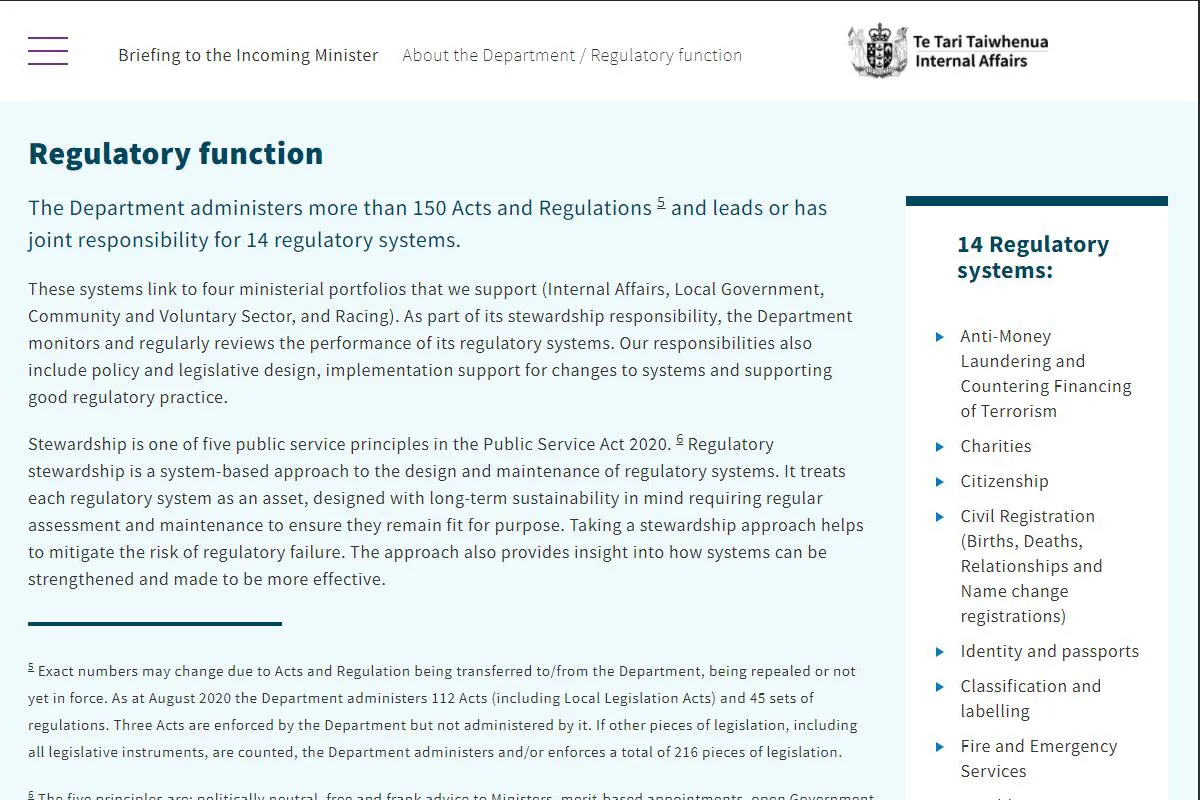 Briefing to the Incoming Minister About the Department / Regulatory function
Te Tari Taiwhenua
Internal Affairs
Regulatory function
The Department administers more than 150 Acts and Regulations 5 and leads or has
joint responsibility for 14 regulatory systems.
These systems link to four ministerial portfolios that we support (Internal Affairs, Local Government,
Community and Voluntary Sector, and Racing). As part of its stewardship responsibility, the Department
monitors and regularly reviews the performance of its regulatory systems. Our responsibilities also
include policy and legislative design, implementation support for changes to systems and supporting
good regulatory practice.
Stewardship is one of five public service principles in the Public Service Act 2020. 6 Regulatory
stewardship is a system-based approach to the design and maintenance of regulatory systems. It treats
each regulatory system as an asset, designed with long-term sustainability in mind requiring regular
assessment and maintenance to ensure they remain fit for purpose. Taking a stewardship approach helps
to mitigate the risk of regulatory failure. The approach also provides insight into how systems can be
strengthened and made to be more effective.
5 Exact numbers may change due to Acts and Regulation being transferred to/from the Department, being repealed or not
yet in force. As at August 2020 the Department administers 112 Acts (including Local Legislation Acts) and 45 sets of
regulations. Three Acts are enforced by the Department but not administered by it. If other pieces of legislation, including
all legislative instruments, are counted, the Department administers and/or enforces a total of 216 pieces of legislation.
6 The five principles are: politically neutral, free and frank advice to Ministers, merit-based appointments, open Government
14 Regulatory
systems:
Anti-Money
Laundering and
Countering Financing
of Terrorism
Charities
Citizenship
Civil Registration
(Births, Deaths,
Relationships and
Name change
registrations)
Identity and passports
Classification and
labelling
Fire and Emergency
Services